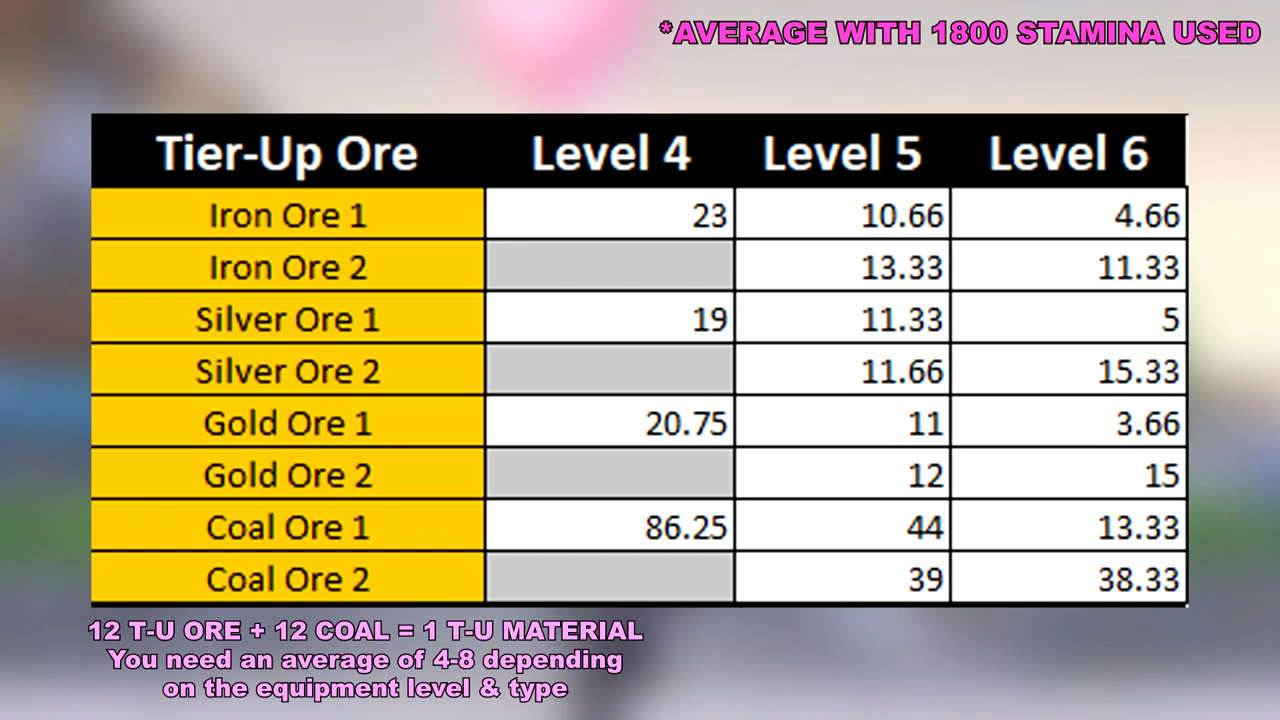 *AVERAGE WITH 1800 STAMINA USED
Tier-Up Ore Level 4 Level 5 Level 6
Iron Ore 1 23 10.66 4.66
Iron Ore 2 13.33 11.33
Silver Ore 1 19 11.33 5
Silver Ore 2 11.66 15.33
Gold Ore 1 20.75 11 3.66
Gold Ore 2 12 15
Coal Ore 1 86.25 44 13.33
Coal Ore 2 39 38.33
12 T-U ORE + 12 COAL = 1 T-U MATERIAL
You need an average of 4-8 depending
on the equipment level & type